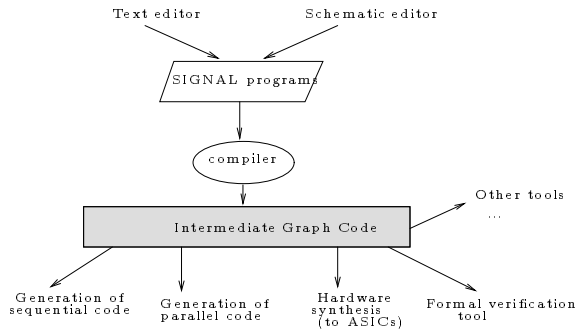 Text editor
Schematic editor
SIGNAL programs
compiler
Intermediate Graph Code
Other tools
...
Generation of
sequential code
Generation of
parallel code
Hardware
synthesis
(to ASICs)
Formal verification
tool